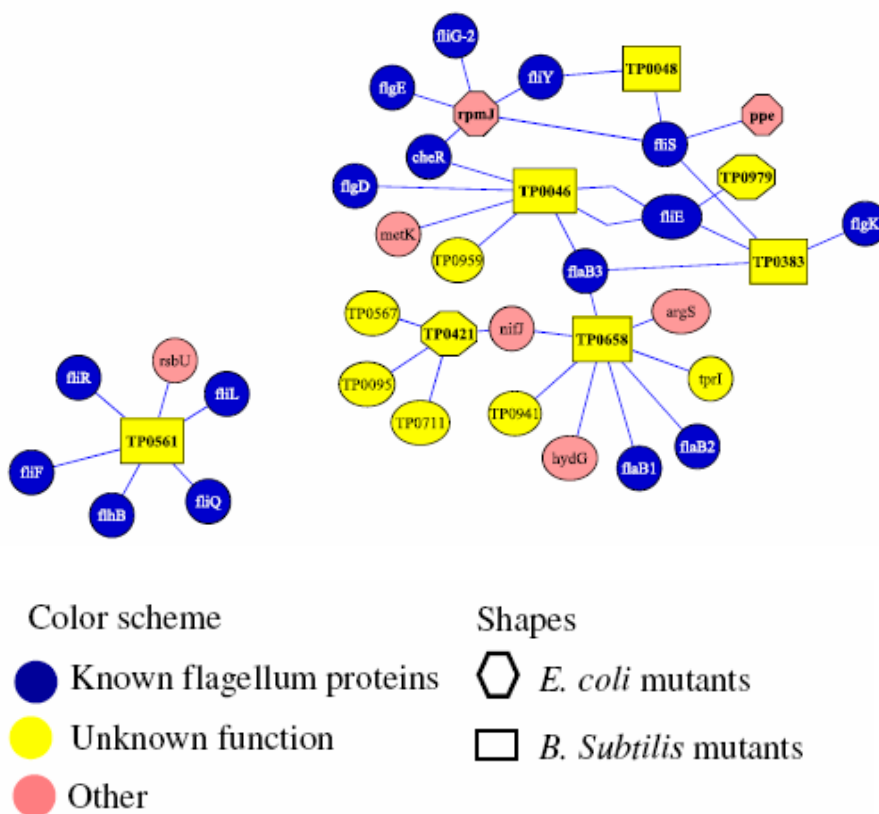 fliG-2
TP0048
flgE
fliY
rpmJ
ppe
cheR
fliS
TP0979
flgD
TP0046
fliE
flgK
metK
TP0959
flaB3
TP0383
TP0567
TP0421
nifJ
argS
TP0658
rsbU
tprI
fliR
fliL
TP0095
TP0711
TP0941
TP0561
flaB2
hydG
flaB1
fliF
flhB
fliQ
Color scheme
Shapes
Known flagellum proteins
E. coli mutants
Unknown function
B. Subtilis mutants
Other